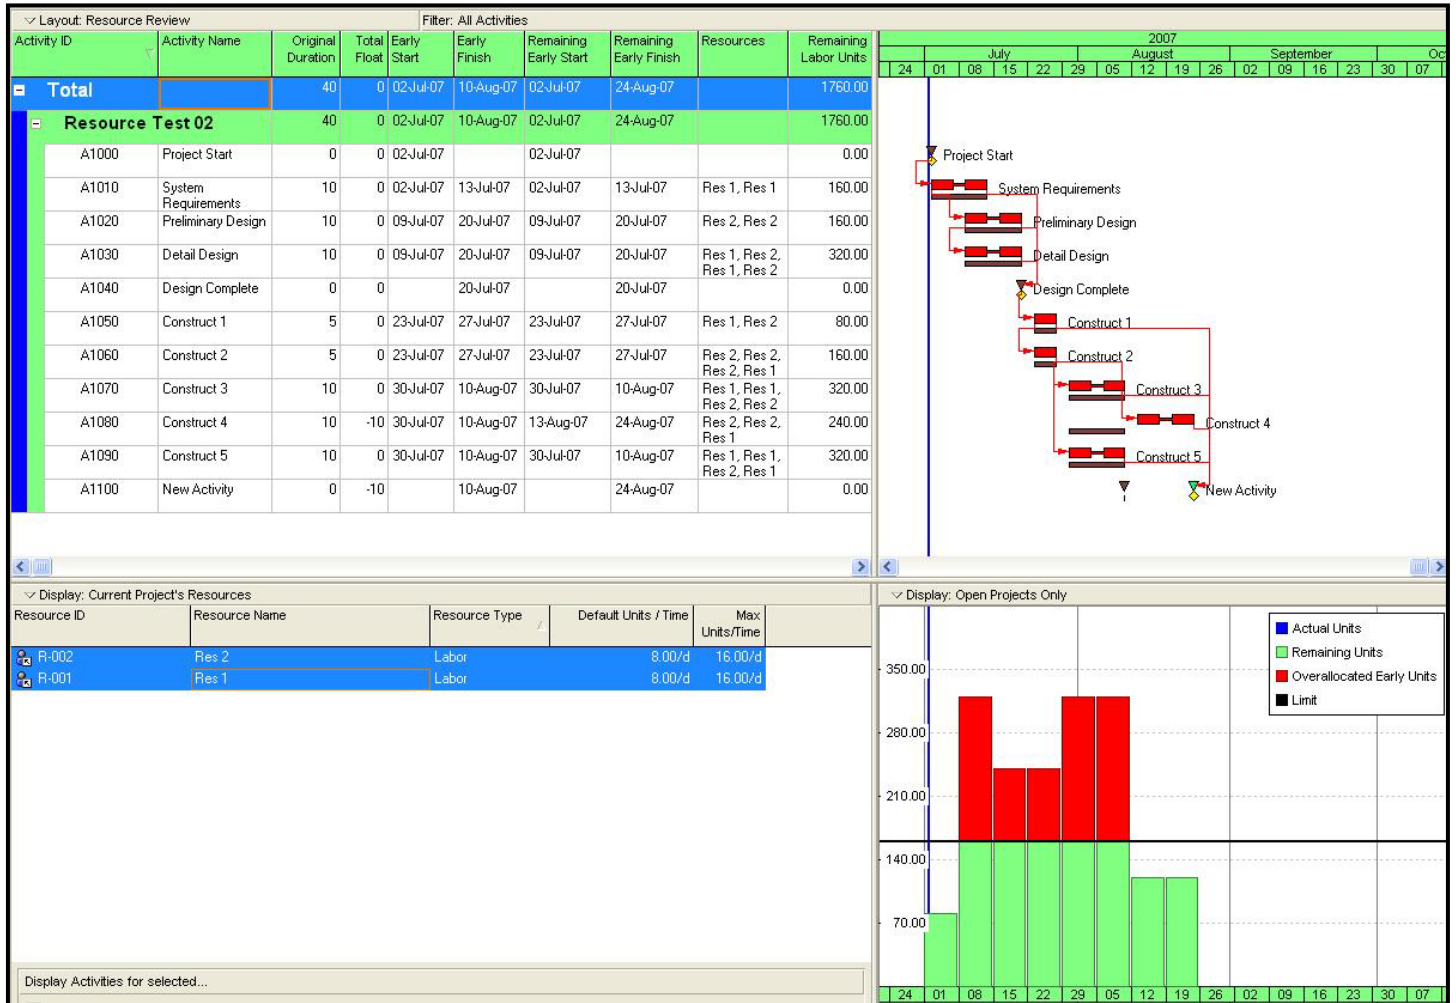 Layout: Resource Review Filter: All Activities
Activity ID Activity Name Original Duration Total Float Early Start Early Finish Remaining Early Start Remaining Early Finish Resources Remaining Labor Units
Total 40 0 02-Jul-07 10-Aug-07 02-Jul-07 24-Aug-07 1760.00
Resource Test 02 40 0 02-Jul-07 10-Aug-07 02-Jul-07 24-Aug-07 1760.00
A1000 Project Start 0 0 02-Jul-07 02-Jul-07 0.00
A1010 System Requirements 10 0 02-Jul-07 13-Jul-07 02-Jul-07 13-Jul-07 Res 1, Res 1 160.00
A1020 Preliminary Design 10 0 09-Jul-07 20-Jul-07 09-Jul-07 20-Jul-07 Res 2, Res 2 160.00
A1030 Detail Design 10 0 09-Jul-07 20-Jul-07 09-Jul-07 20-Jul-07 Res 1, Res 2, Res 1, Res 2 320.00
A1040 Design Complete 0 0 20-Jul-07 20-Jul-07 0.00
A1050 Construct 1 5 0 23-Jul-07 27-Jul-07 23-Jul-07 27-Jul-07 Res 1, Res 2 80.00
A1060 Construct 2 5 0 23-Jul-07 27-Jul-07 23-Jul-07 27-Jul-07 Res 2, Res 2, Res 2, Res 1 160.00
A1070 Construct 3 10 0 30-Jul-07 10-Aug-07 30-Jul-07 10-Aug-07 Res 1, Res 1, Res 2, Res 2 320.00
A1080 Construct 4 10 -10 30-Jul-07 10-Aug-07 13-Aug-07 24-Aug-07 Res 2, Res 2, Res 1 240.00
A1090 Construct 5 10 0 30-Jul-07 10-Aug-07 30-Jul-07 10-Aug-07 Res 1, Res 1, Res 2, Res 1 320.00
A1100 New Activity 0 -10 10-Aug-07 24-Aug-07 0.00
2007
July August September Oc
24 01 08 15 22 29 05 12 19 26 02 09 16 23 30 07
Project Start
System Requirements
Preliminary Design
Detail Design
Design Complete
Construct 1
Construct 2
Construct 3
Construct 4
Construct 5
New Activity
Display: Current Project's Resources
Resource ID Resource Name Resource Type Default Units / Time Max Units/Time
R-002 Res 2 Labor 8.00/d 16.00/d
R-001 Res 1 Labor 8.00/d 16.00/d
Display Activities for selected...
Display: Open Projects Only
Actual Units
Remaining Units
Overallocated Early Units
Limit
350.00
280.00
210.00
140.00
70.00
24 01 08 15 22 29 05 12 19 26 02 09 16 23 30 07